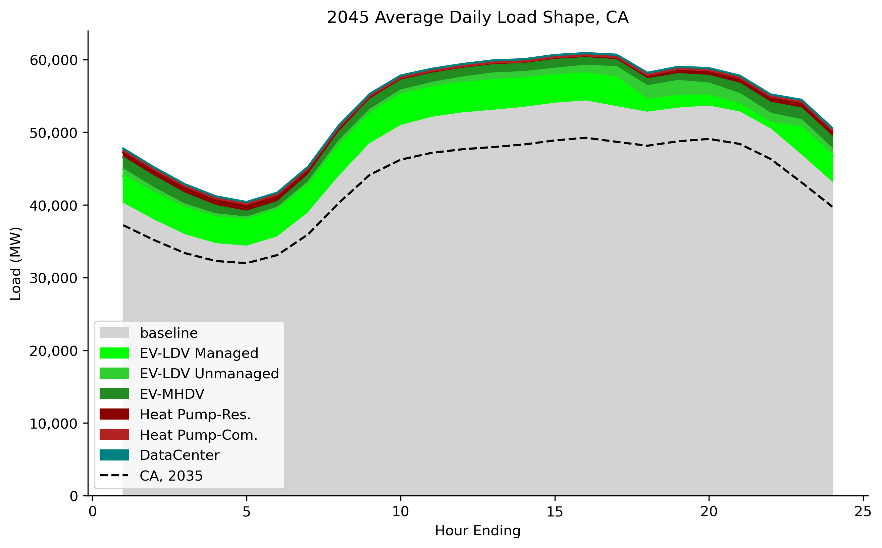 2045 Average Daily Load Shape, CA
60,000
50,000
40,000
30,000
20,000
10,000
0
Load (MW)
baseline
EV-LDV Managed
EV-LDV Unmanaged
EV-MHDV
Heat Pump-Res.
Heat Pump-Com.
DataCenter
CA, 2035
0 5 10 15 20 25
Hour Ending